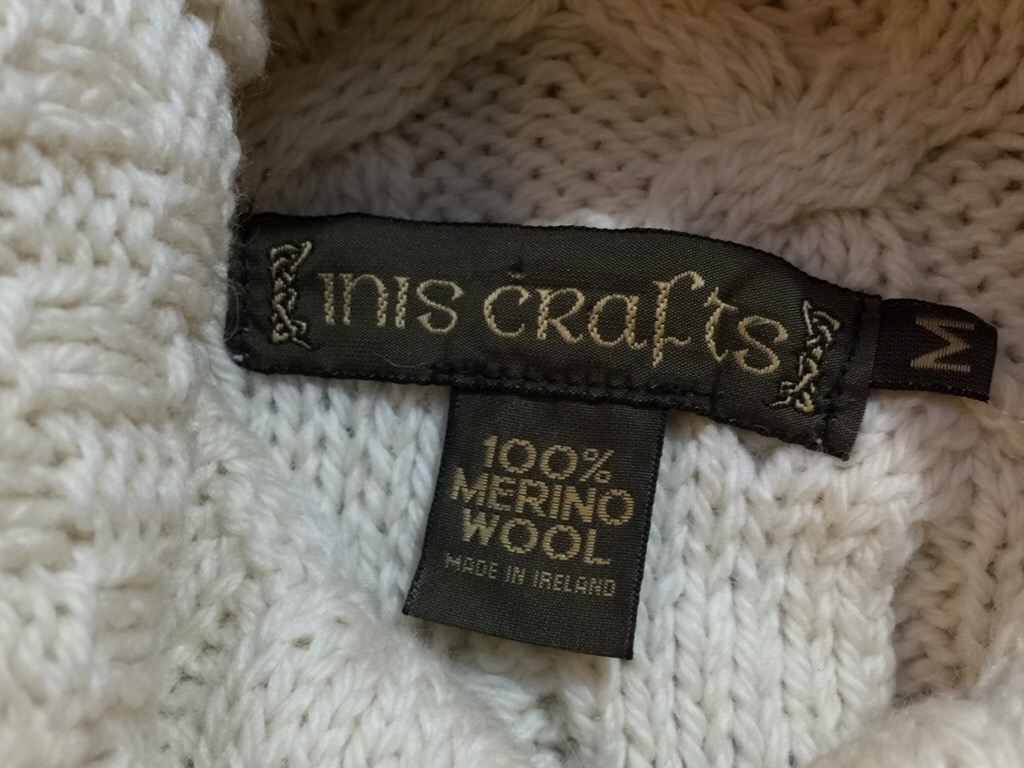 INIS CRAFTS
M
100%
MERINO
WOOL
MADE IN IRELAND